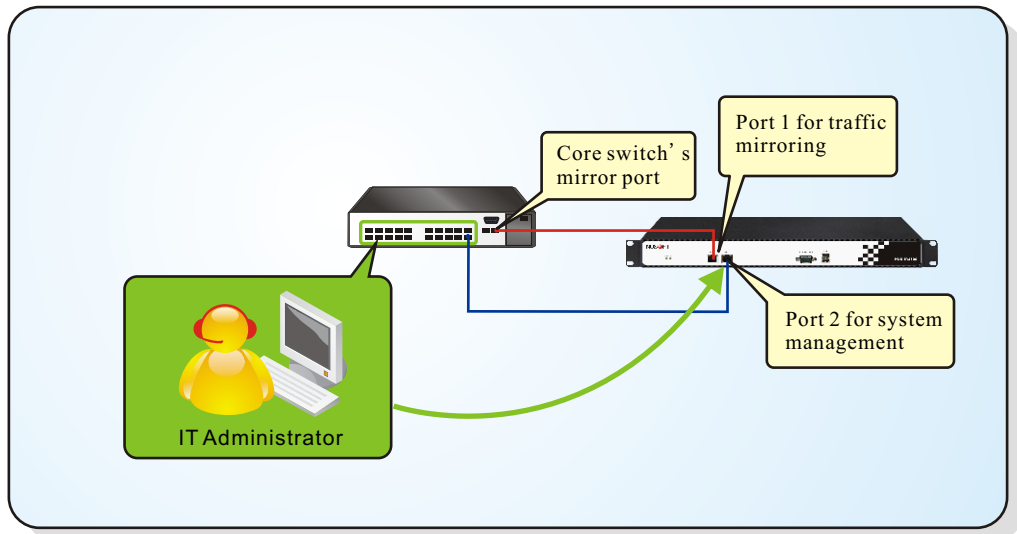 Port 1 for traffic
mirroring
Core switch’s
mirror port
Port 2 for system
management
IT Administrator